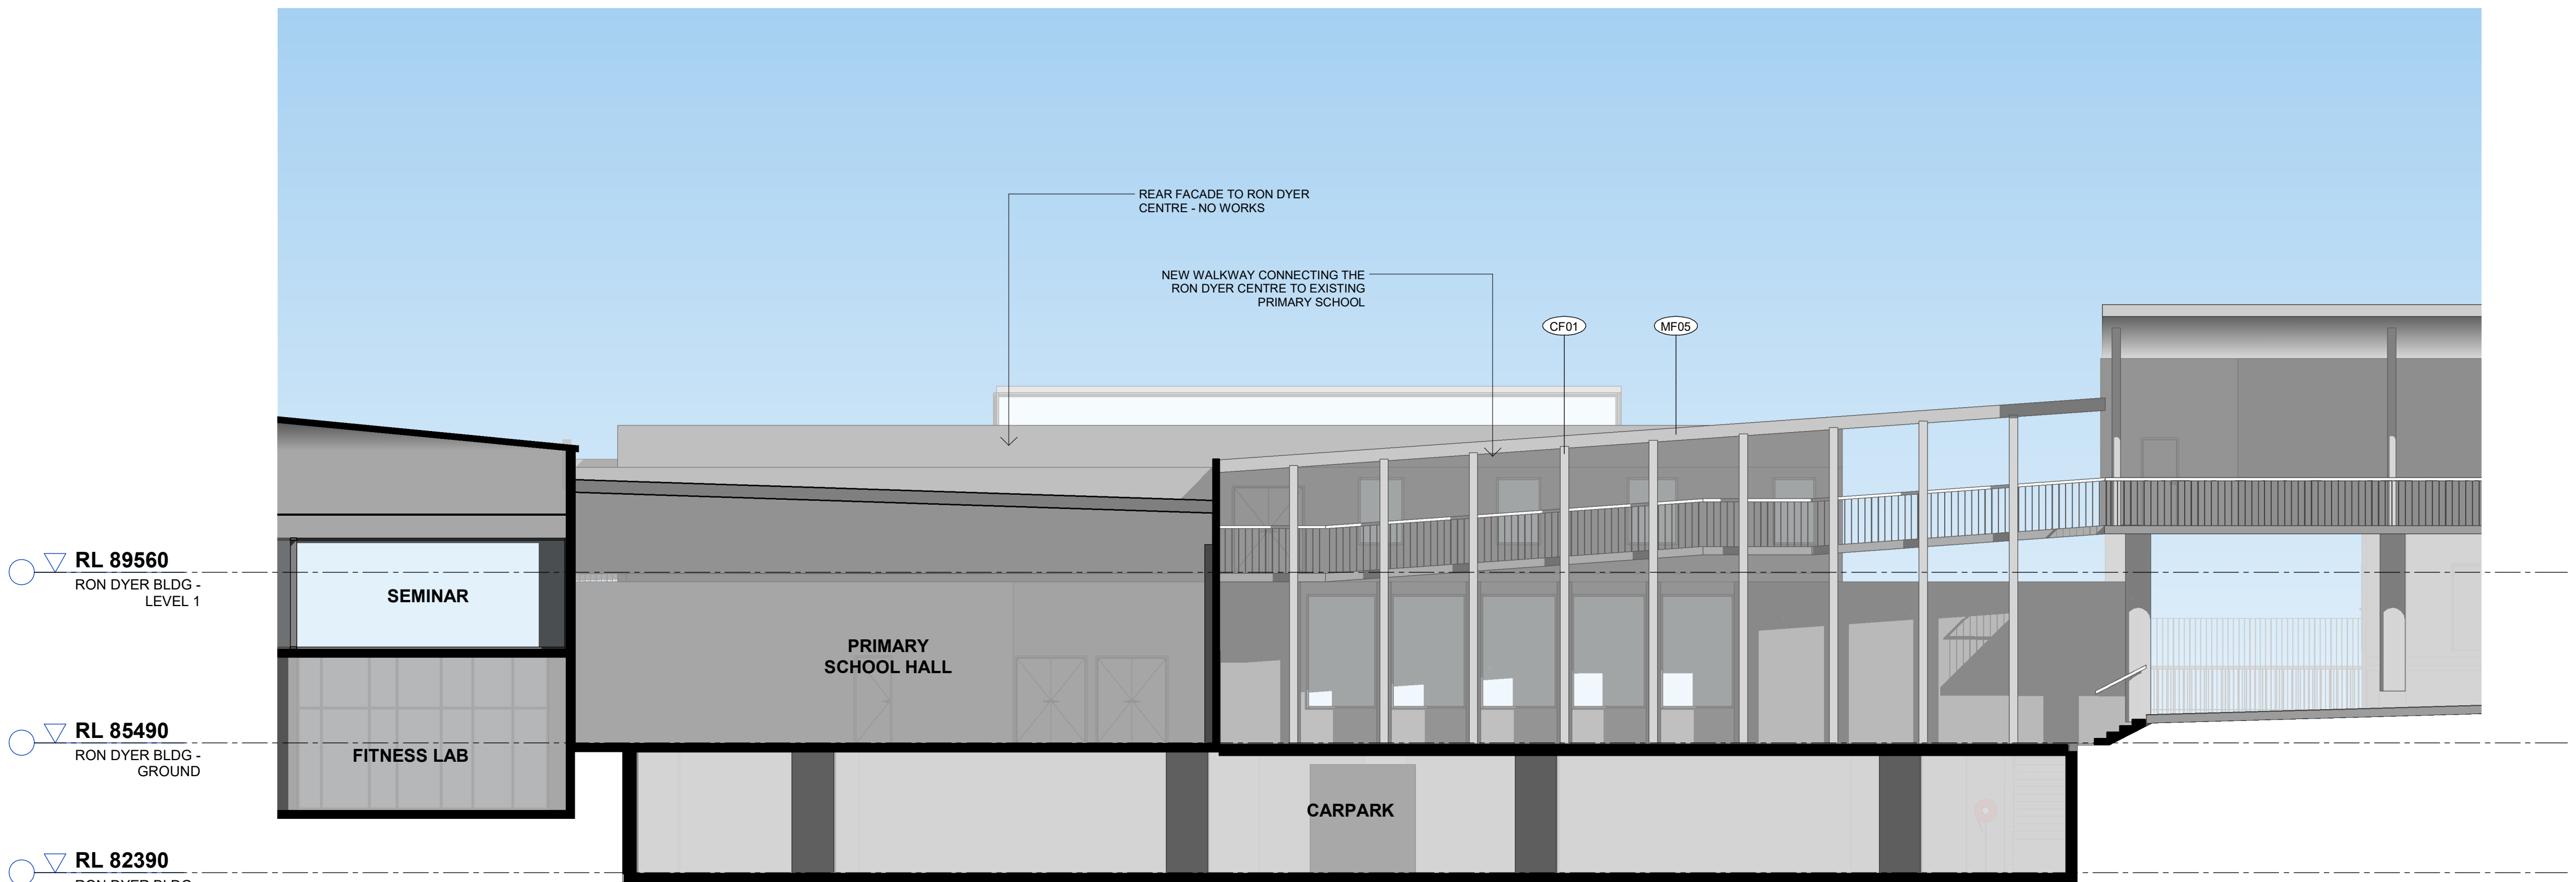 REAR FACADE TO RON DYER
CENTRE - NO WORKS
NEW WALKWAY CONNECTING THE
RON DYER CENTRE TO EXISTING
PRIMARY SCHOOL
CF01
MF05
RL 89560
RON DYER BLDG -
LEVEL 1
SEMINAR
PRIMARY
SCHOOL HALL
RL 85490
RON DYER BLDG -
GROUND
FITNESS LAB
CARPARK
RL 82390